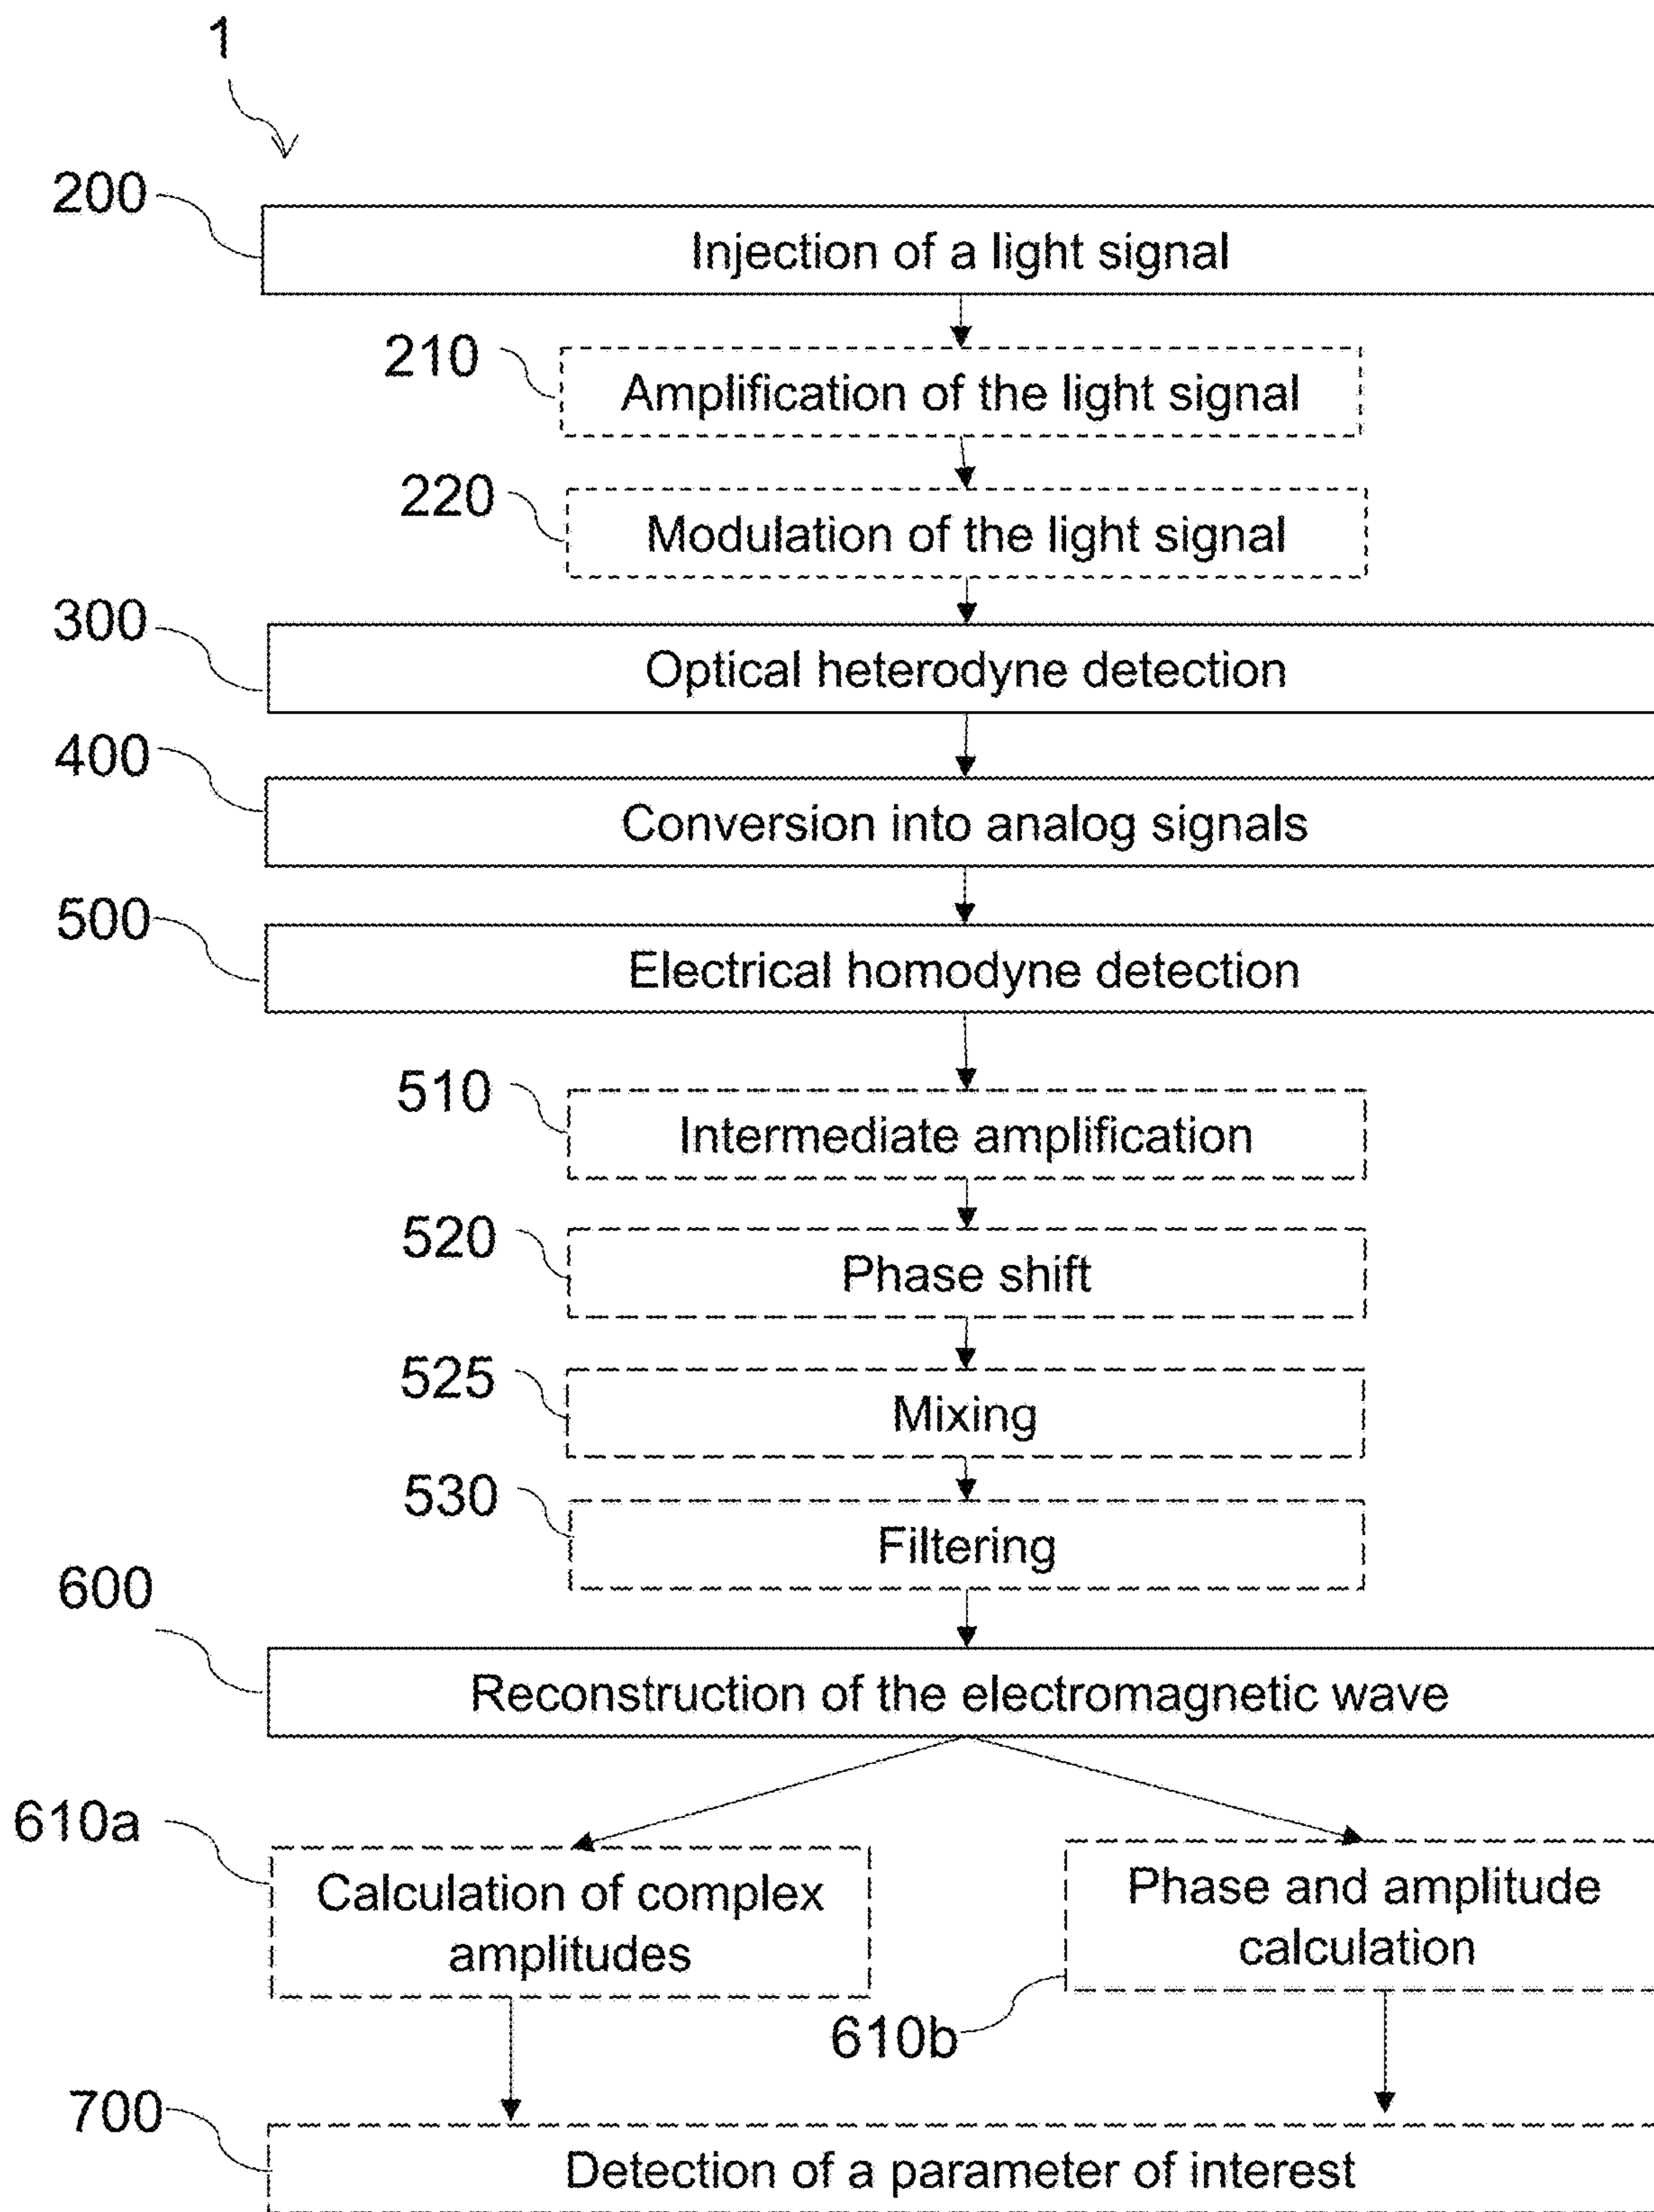 1
200
Injection of a light signal
210
Amplification of the light signal
220
Modulation of the light signal
300
Optical heterodyne detection
400
Conversion into analog signals
500
Electrical homodyne detection
510
Intermediate amplification
520
Phase shift
525
Mixing
530
Filtering
600
Reconstruction of the electromagnetic wave
610a
Calculation of complex
amplitudes
Phase and amplitude
calculation
610b
700
Detection of a parameter of interest